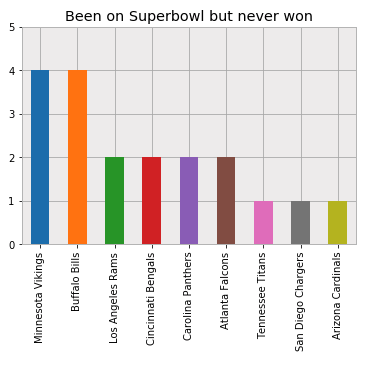 Been on Superbowl but never won
5
4
3
2
1
0
Minnesota Vikings
Buffalo Bills
Los Angeles Rams
Cincinnati Bengals
Carolina Panthers
Atlanta Falcons
Tennessee Titans
San Diego Chargers
Arizona Cardinals